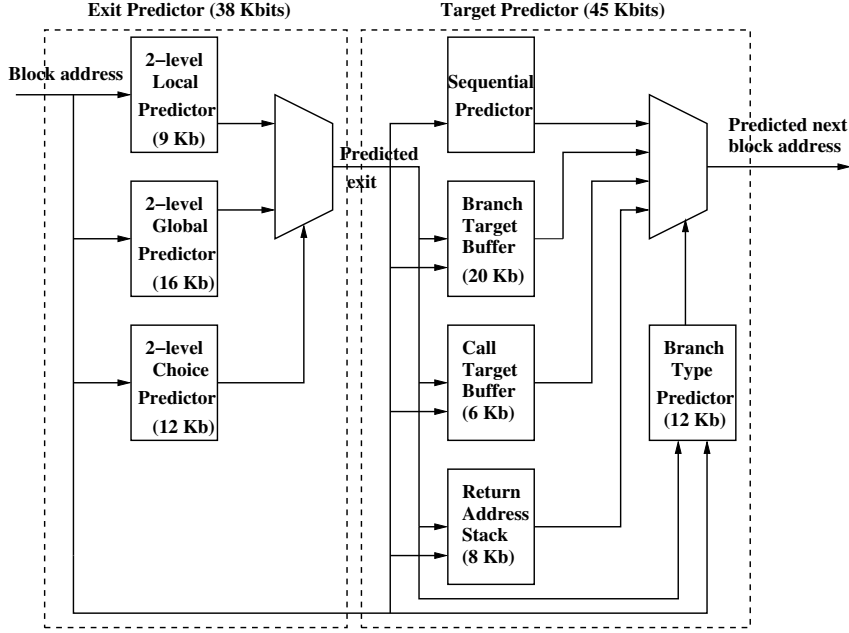 Exit Predictor (38 Kbits)
Target Predictor (45 Kbits)
Block address
2-level
Local
Predictor
(9 Kb)
2-level
Global
Predictor
(16 Kb)
2-level
Choice
Predictor
(12 Kb)
Predicted
exit
Sequential
Predictor
Branch
Target
Buffer
(20 Kb)
Call
Target
Buffer
(6 Kb)
Return
Address
Stack
(8 Kb)
Branch
Type
Predictor
(12 Kb)
Predicted next
block address